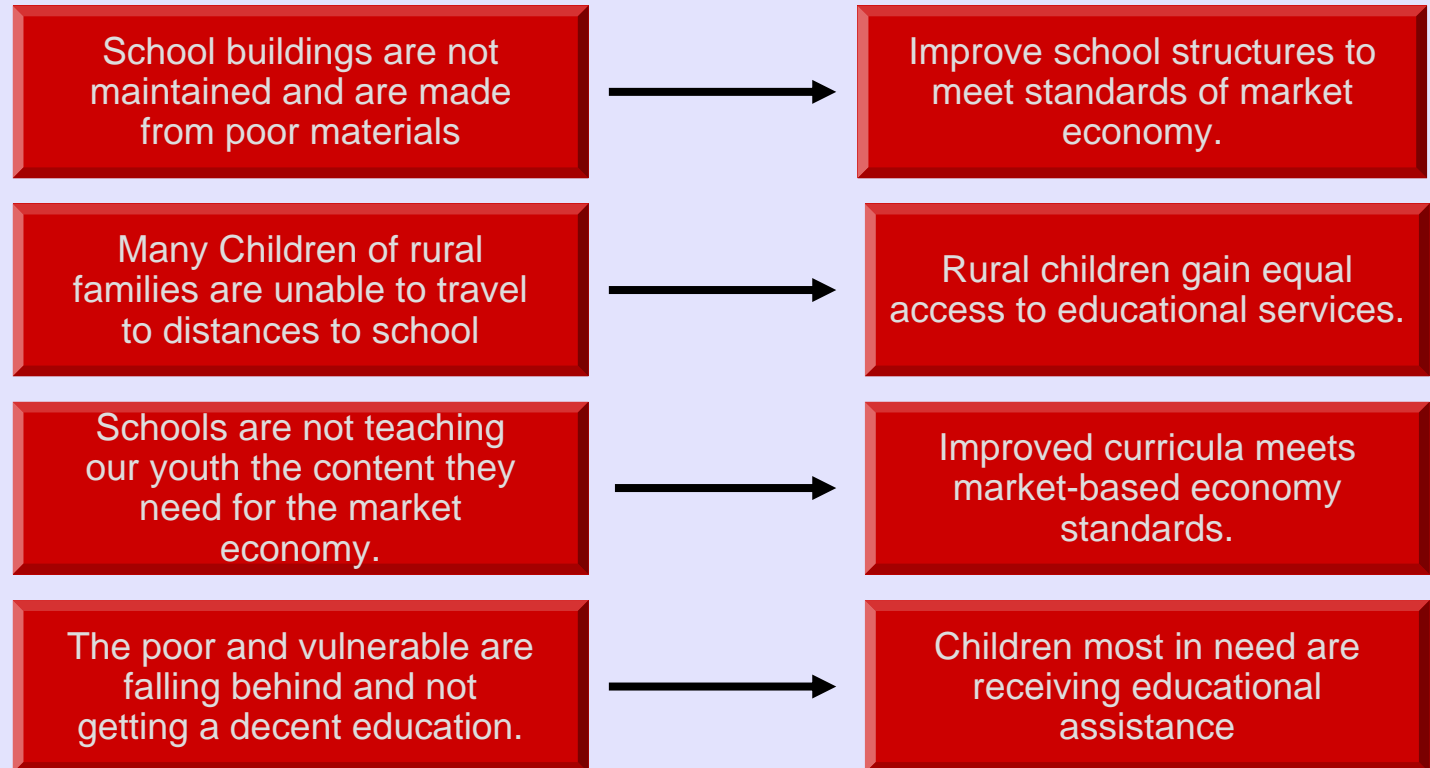 School buildings are not
maintained and are made
from poor materials
Improve school structures to
meet standards of market
economy.
Many Children of rural
families are unable to travel
to distances to school
Rural children gain equal
access to educational services.
Schools are not teaching
our youth the content they
need for the market
economy.
Improved curricula meets
market-based economy
standards.
The poor and vulnerable are
falling behind and not
getting a decent education.
Children most in need are
receiving educational
assistance